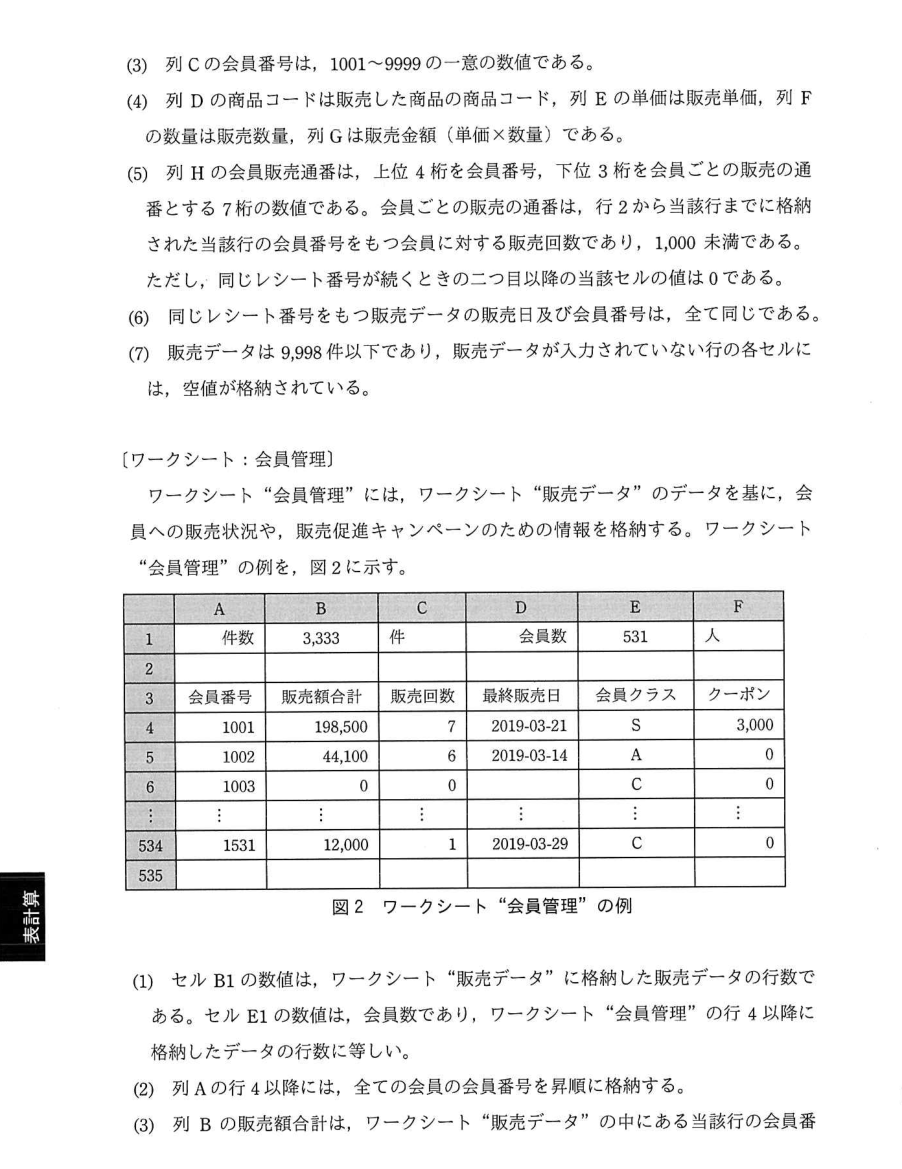 (3) 列 C の会員番号は，1001～9999 の一意の数値である。
(4) 列 D の商品コードは販売した商品の商品コード，列 E の単価は販売単価，列 F
の数量は販売数量，列 G は販売金額（単価×数量）である。
(5) 列 H の会員販売通番は，上位 4 桁を会員番号，下位 3 桁を会員ごとの販売の通
番とする 7桁の数値である。会員ごとの販売の通番は，行 2 から当該行までに格納
された当該行の会員番号をもつ会員に対する販売回数であり，1,000 未満である。
ただし，同じレシート番号が続くときの二つ目以降の当該セルの値は 0 である。
(6) 同じレシート番号をもつ販売データの販売日及び会員番号は，全て同じである。
(7) 販売データは 9,998 件以下であり，販売データが入力されていない行の各セルに
は，空値が格納されている。
〔ワークシート：会員管理〕
ワークシート“会員管理”には，ワークシート“販売データ”のデータを基に，会
員への販売状況や，販売促進キャンペーンのための情報を格納する。ワークシート
“会員管理”の例を，図 2 に示す。
A B C D E F
1 件数 3,333 件 会員数 531 人
2
3 会員番号 販売額合計 販売回数 最終販売日 会員クラス クーポン
4 1001 198,500 7 2019-03-21 S 3,000
5 1002 44,100 6 2019-03-14 A 0
6 1003 0 0 C 0
⋮ ⋮ ⋮ ⋮ ⋮ ⋮ ⋮
534 1531 12,000 1 2019-03-29 C 0
535
図 2 ワークシート“会員管理”の例
表計算
(1) セル B1 の数値は，ワークシート“販売データ”に格納した販売データの行数で
ある。セル E1 の数値は，会員数であり，ワークシート“会員管理”の行 4 以降に
格納したデータの行数に等しい。
(2) 列 A の行 4 以降には，全ての会員の会員番号を昇順に格納する。
(3) 列 B の販売額合計は，ワークシート“販売データ”の中にある当該行の会員番